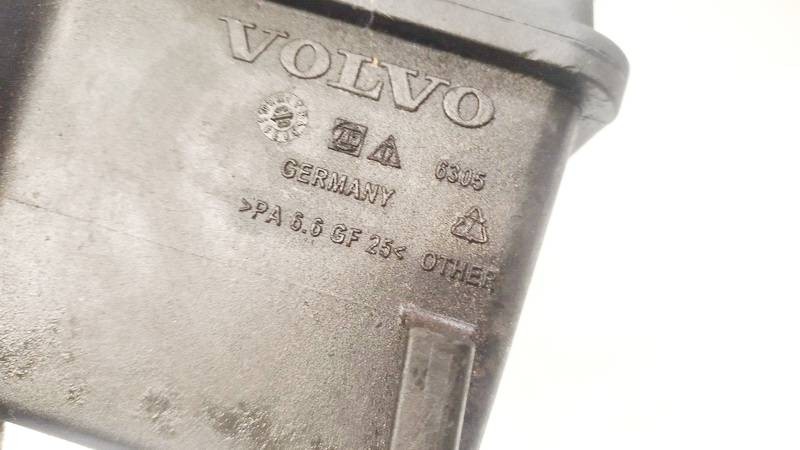 VOLVO
6305
GERMANY
>PA 6.6 GF 25< OTHER